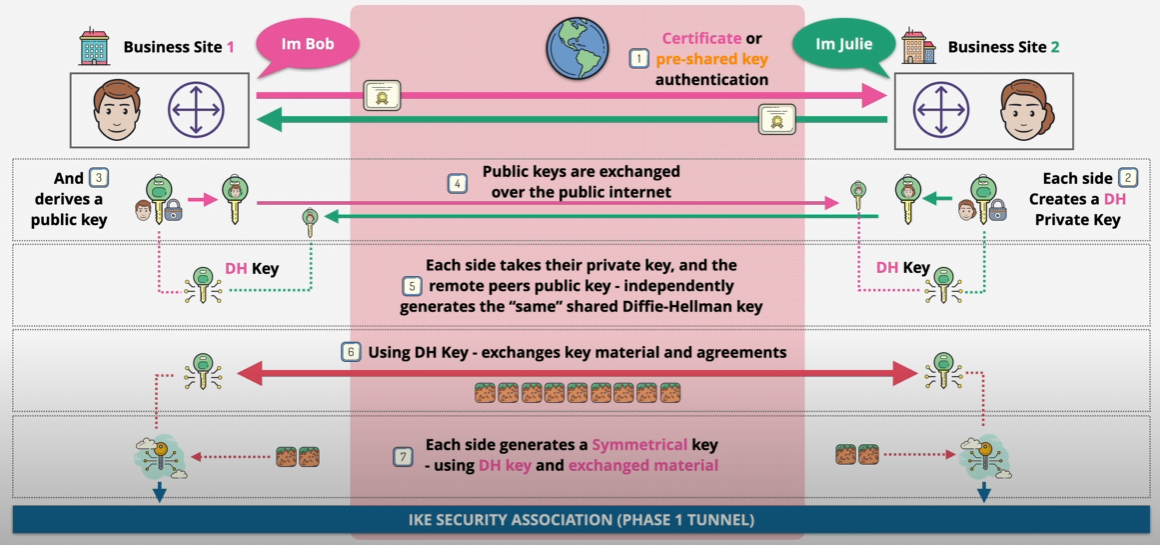 Business Site 1
Im Bob
Certificate or
1 pre-shared key
authentication
Im Julie
Business Site 2
And 3
derives a
public key
4 Public keys are exchanged
over the public internet
Each side 2
Creates a DH
Private Key
DH Key
Each side takes their private key, and the
5 remote peers public key - independently
generates the “same” shared Diffie-Hellman key
DH Key
6 Using DH Key - exchanges key material and agreements
7 Each side generates a Symmetrical key
- using DH key and exchanged material
IKE SECURITY ASSOCIATION (PHASE 1 TUNNEL)